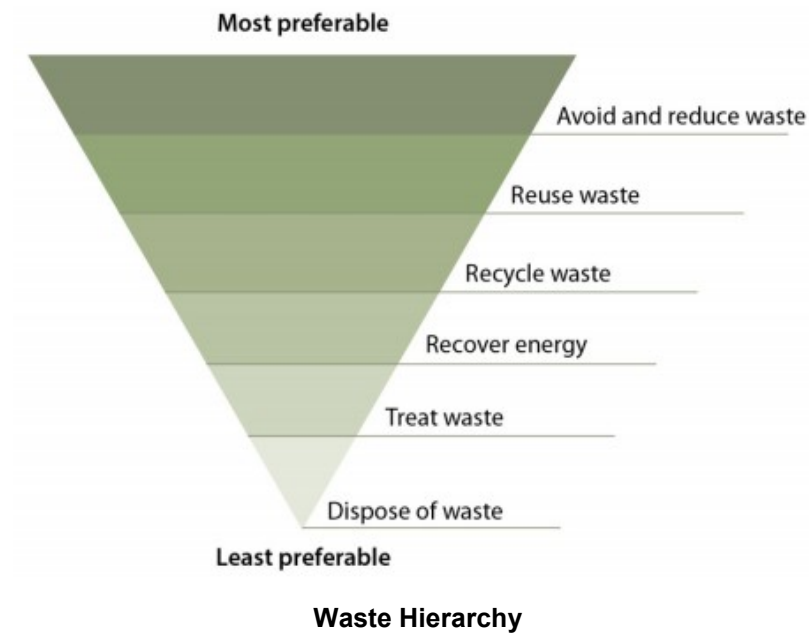 Most preferable
Avoid and reduce waste
Reuse waste
Recycle waste
Recover energy
Treat waste
Dispose of waste
Least preferable
Waste Hierarchy